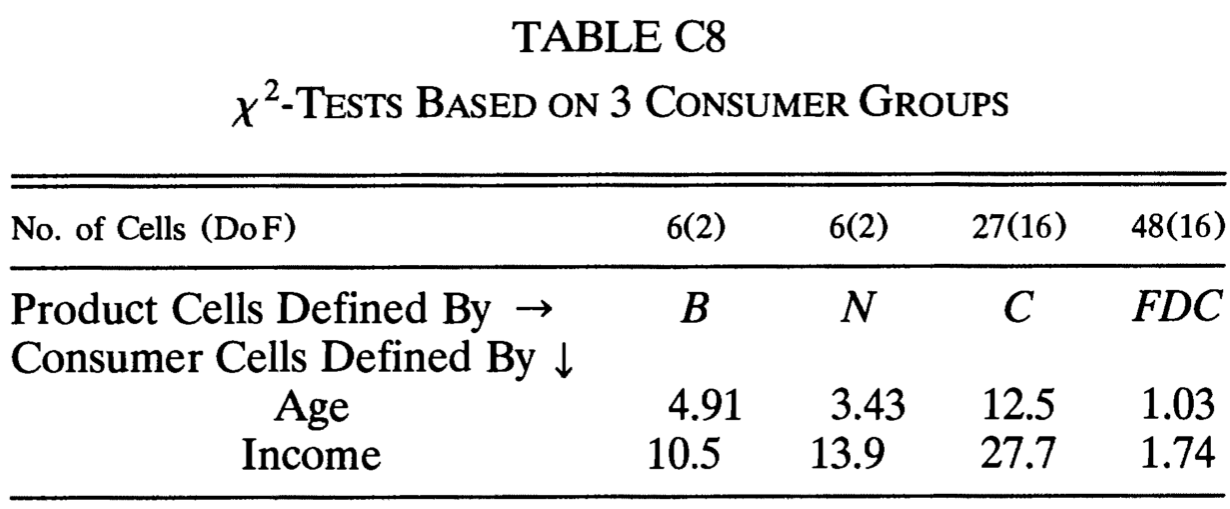 TABLE C8
χ²-TESTS BASED ON 3 CONSUMER GROUPS
No. of Cells (DoF) 6(2) 6(2) 27(16) 48(16)
Product Cells Defined By → B N C FDC
Consumer Cells Defined By ↓
Age 4.91 3.43 12.5 1.03
Income 10.5 13.9 27.7 1.74